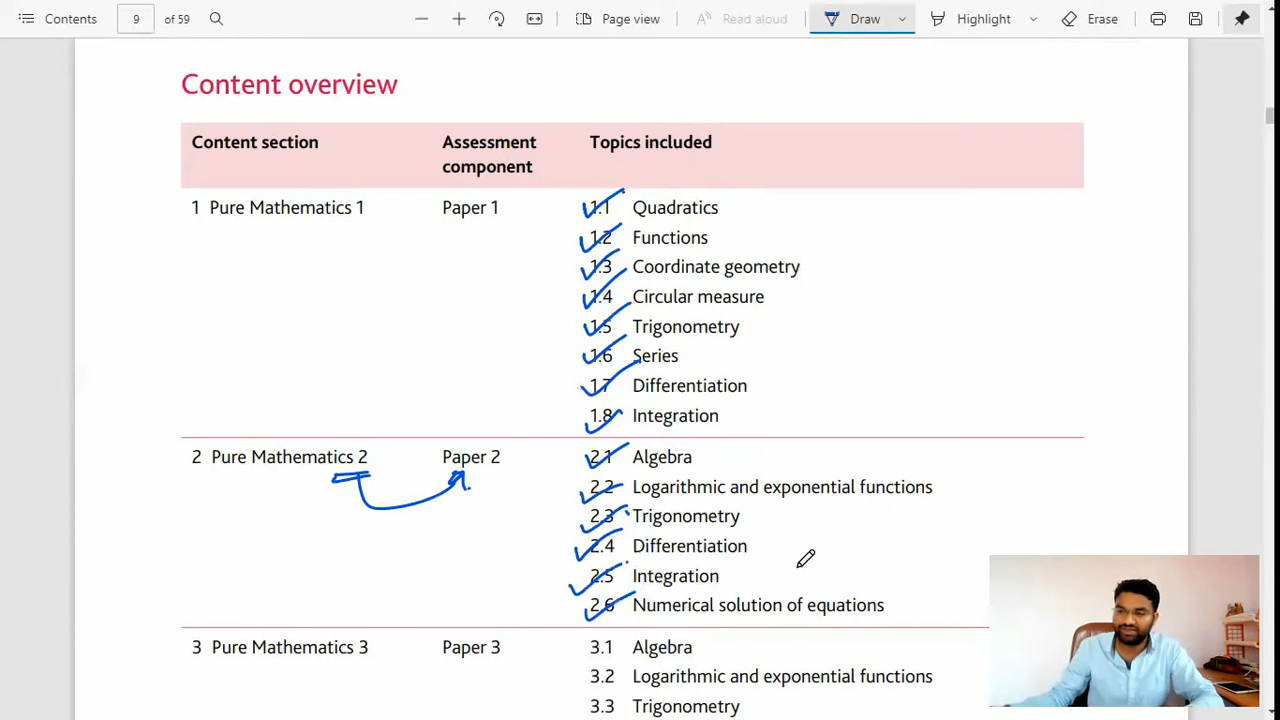 Contents 9 of 59 Page view Read aloud Draw Highlight Erase
Content overview
Content section Assessment component Topics included
1 Pure Mathematics 1 Paper 1 1.1 Quadratics
1.2 Functions
1.3 Coordinate geometry
1.4 Circular measure
1.5 Trigonometry
1.6 Series
1.7 Differentiation
1.8 Integration
2 Pure Mathematics 2 Paper 2 2.1 Algebra
2.2 Logarithmic and exponential functions
2.3 Trigonometry
2.4 Differentiation
2.5 Integration
2.6 Numerical solution of equations
3 Pure Mathematics 3 Paper 3 3.1 Algebra
3.2 Logarithmic and exponential functions
3.3 Trigonometry